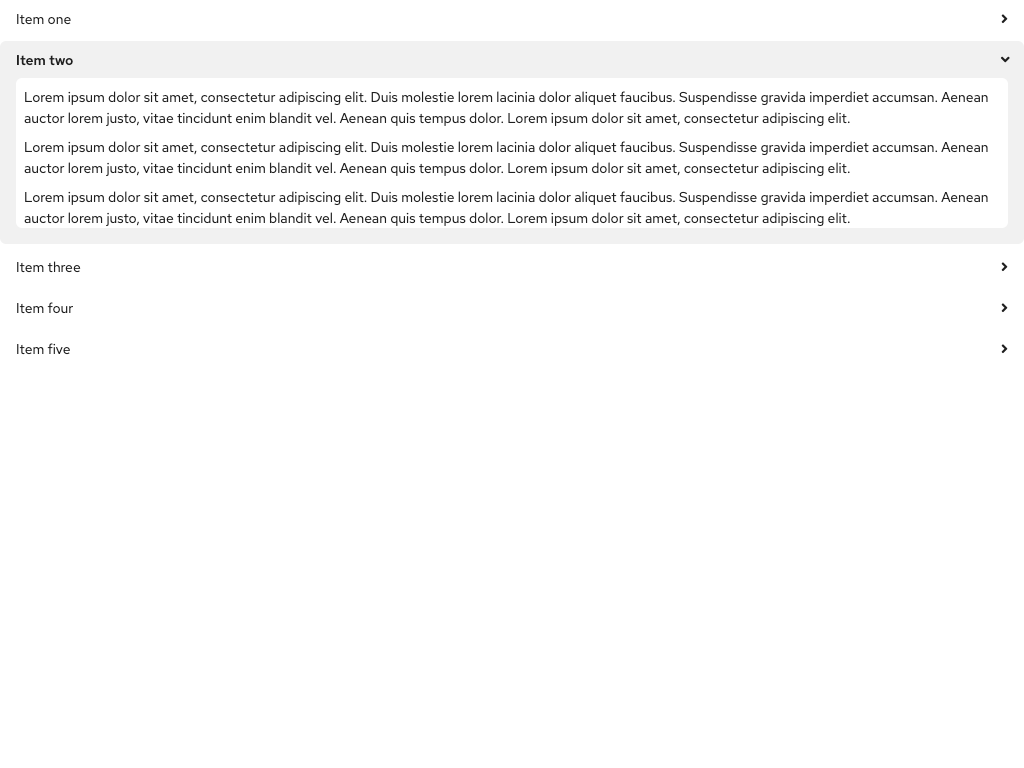 Item one
Item two
Lorem ipsum dolor sit amet, consectetur adipiscing elit. Duis molestie lorem lacinia dolor aliquet faucibus. Suspendisse gravida imperdiet accumsan. Aenean
auctor lorem justo, vitae tincidunt enim blandit vel. Aenean quis tempus dolor. Lorem ipsum dolor sit amet, consectetur adipiscing elit.
Lorem ipsum dolor sit amet, consectetur adipiscing elit. Duis molestie lorem lacinia dolor aliquet faucibus. Suspendisse gravida imperdiet accumsan. Aenean
auctor lorem justo, vitae tincidunt enim blandit vel. Aenean quis tempus dolor. Lorem ipsum dolor sit amet, consectetur adipiscing elit.
Lorem ipsum dolor sit amet, consectetur adipiscing elit. Duis molestie lorem lacinia dolor aliquet faucibus. Suspendisse gravida imperdiet accumsan. Aenean
auctor lorem justo, vitae tincidunt enim blandit vel. Aenean quis tempus dolor. Lorem ipsum dolor sit amet, consectetur adipiscing elit.
Item three
Item four
Item five